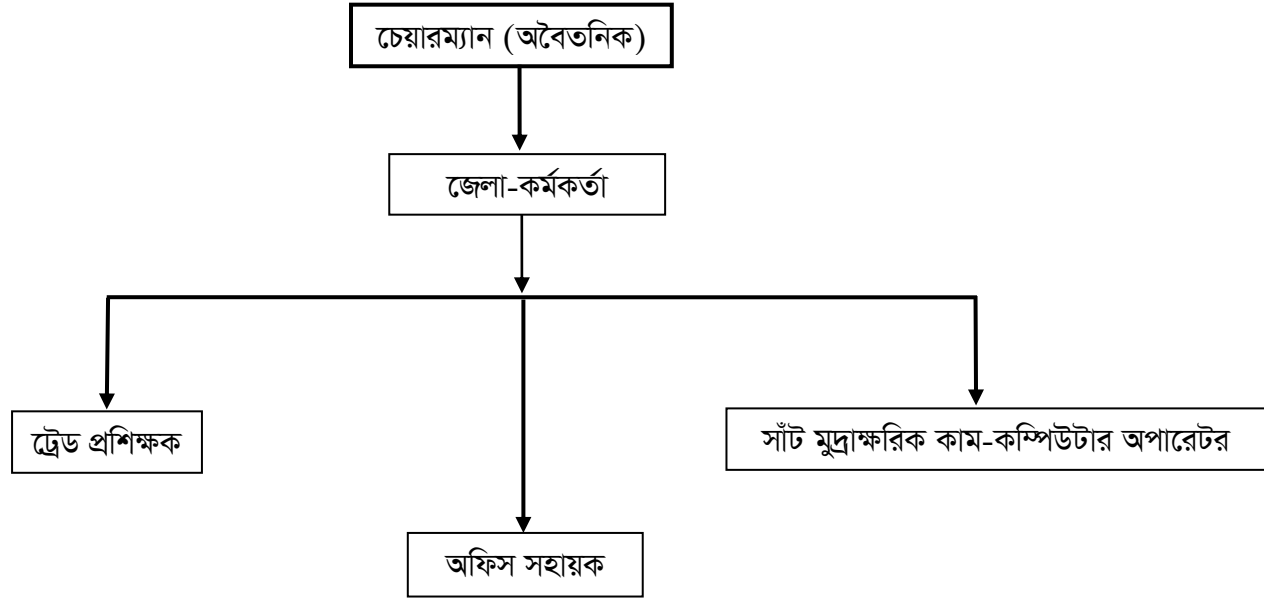 চেয়ারম্যান (অবৈতনিক)
জেলা-কর্মকর্তা
ট্রেড প্রশিক্ষক
সাঁট মুদ্রাক্ষরিক কাম-কম্পিউটার অপারেটর
অফিস সহায়ক